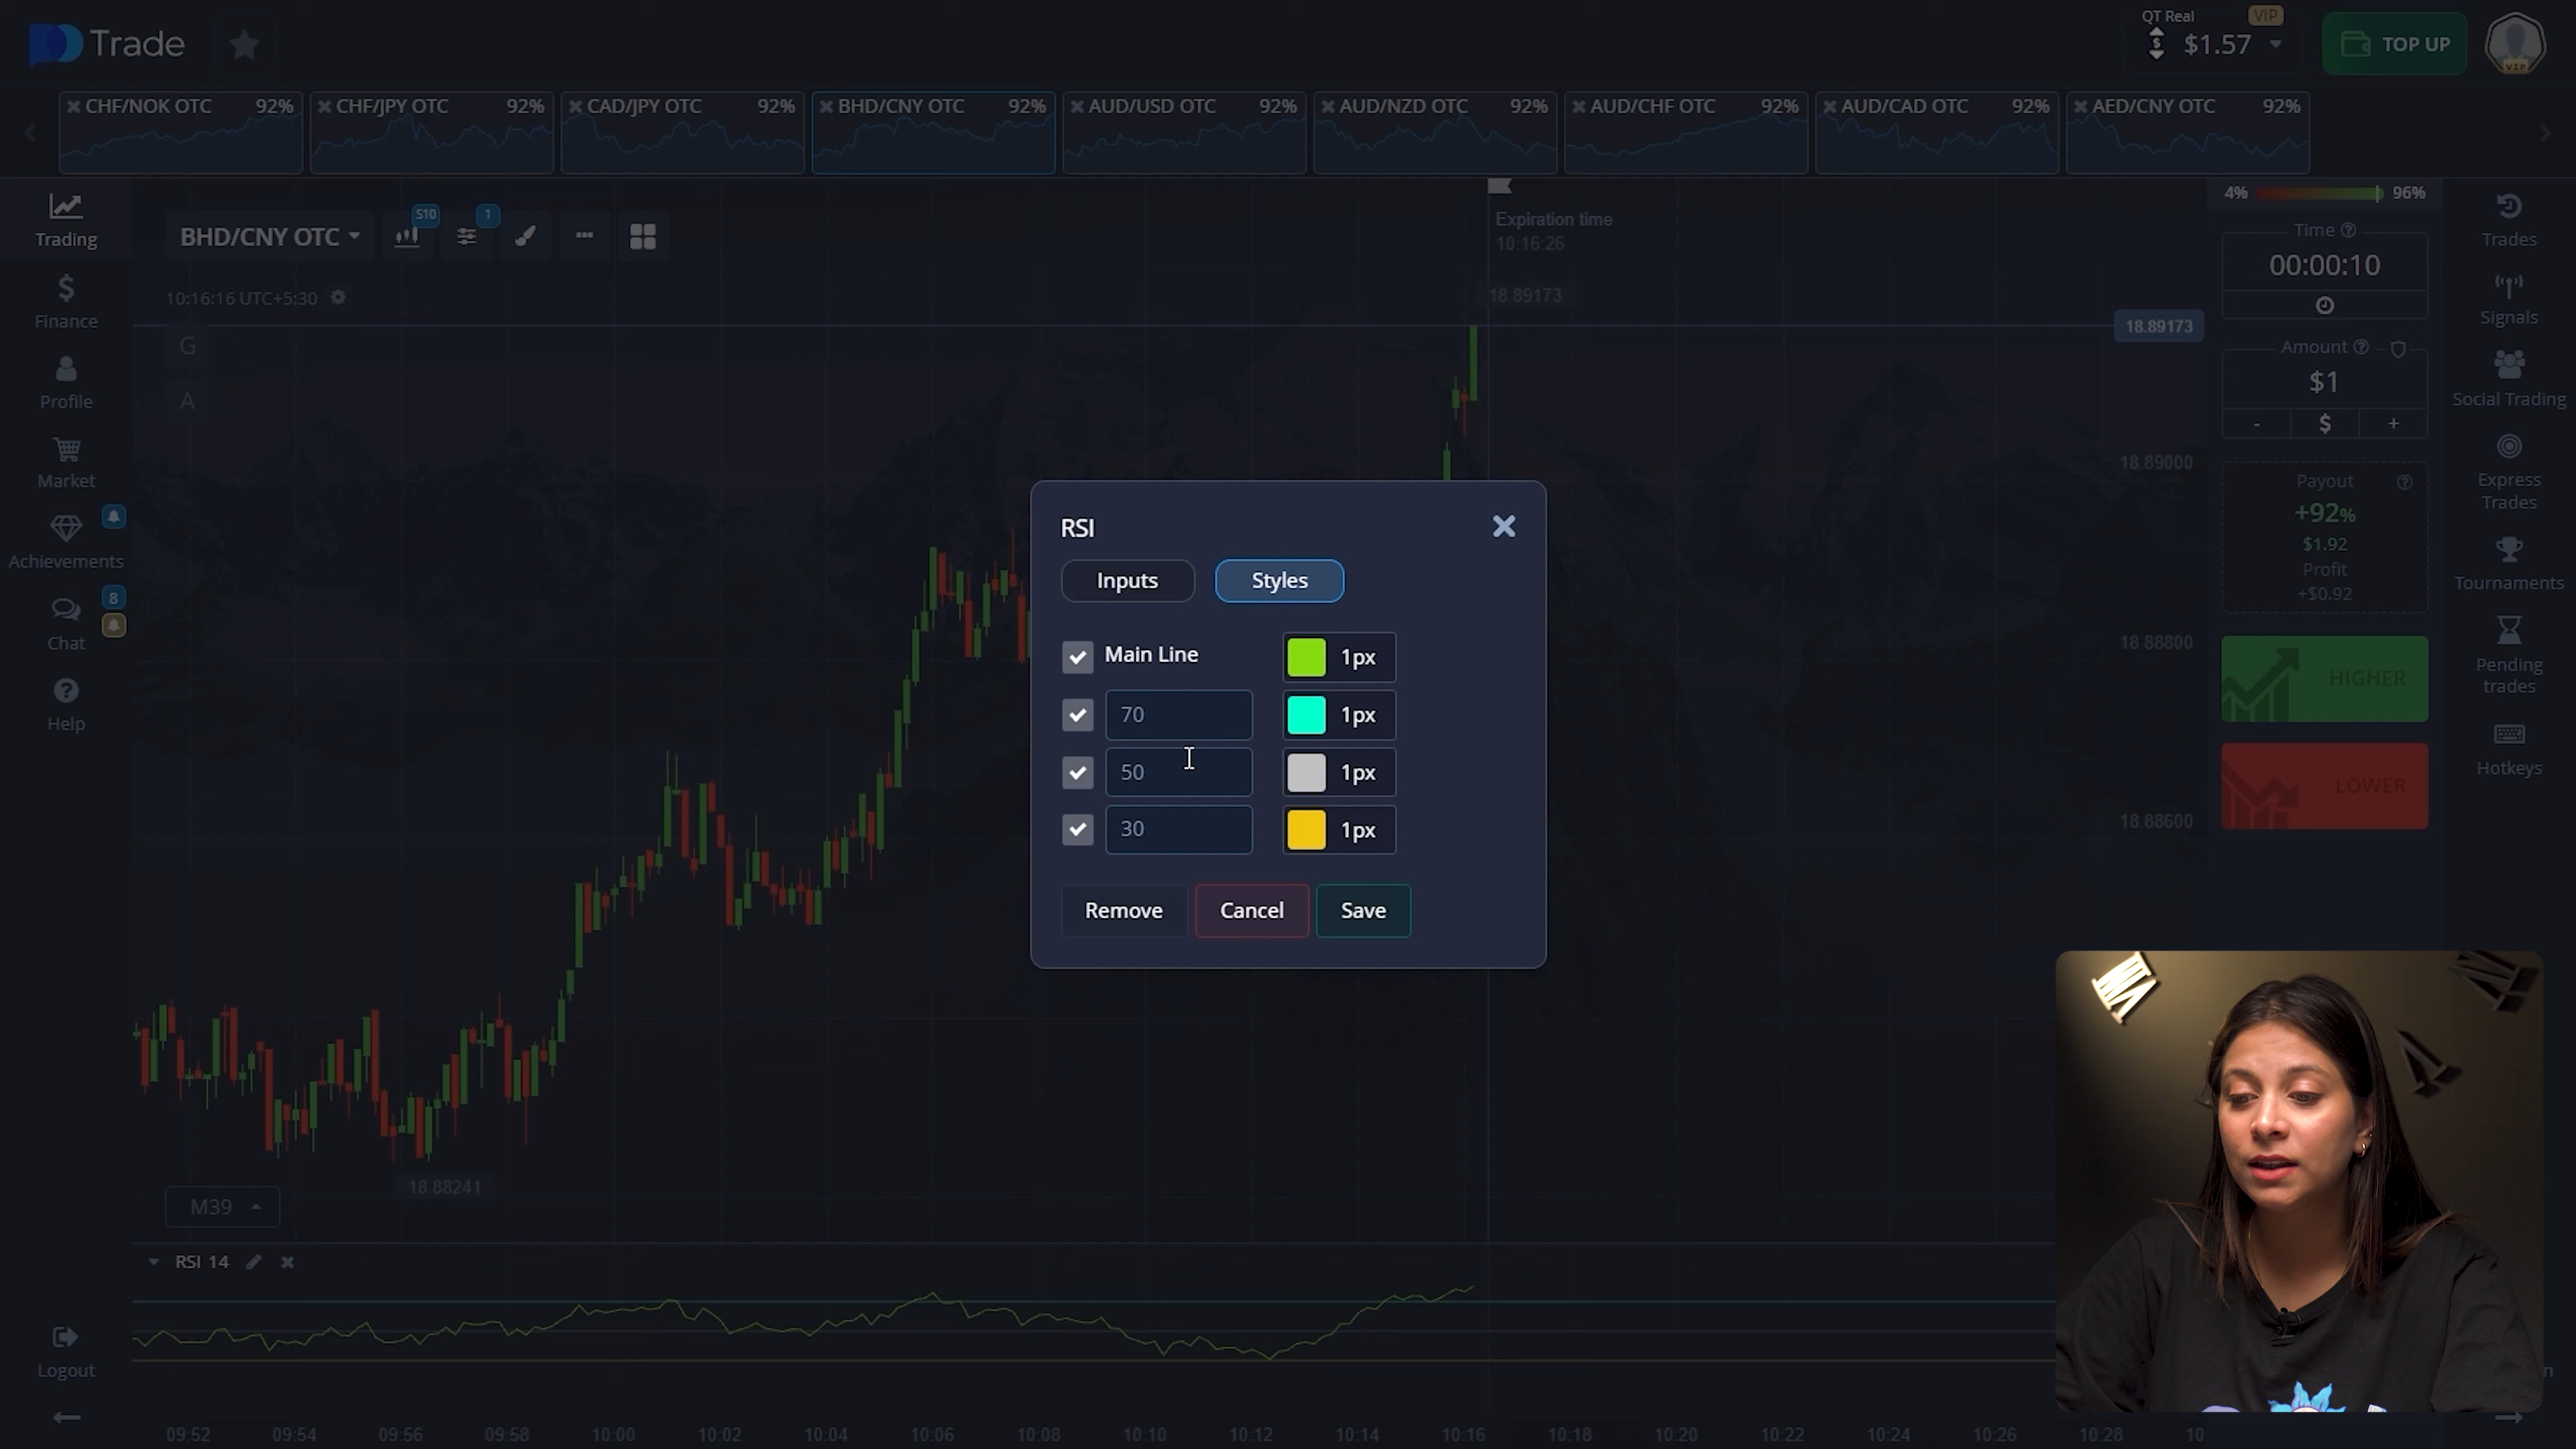 Trade
QT Real VIP
$1.57
TOP UP
VIP
CHF/NOK OTC 92%
CHF/JPY OTC 92%
CAD/JPY OTC 92%
BHD/CNY OTC 92%
AUD/USD OTC 92%
AUD/NZD OTC 92%
AUD/CHF OTC 92%
AUD/CAD OTC 92%
AED/CNY OTC 92%
Trading
Finance
Profile
Market
Achievements
8
Chat
Help
Logout
BHD/CNY OTC
S10
1
10:16:16 UTC+5:30
G
A
Expiration time
10:16:26
18.89173
18.89173
18.89000
18.88800
18.88600
18.88241
M39
RSI
Inputs
Styles
Main Line 1px
70 1px
50 1px
30 1px
Remove
Cancel
Save
RSI 14
09:52 09:54 09:56 09:58 10:00 10:02 10:04 10:06 10:08 10:10 10:12 10:14 10:16 10:18 10:20 10:22 10:24 10:26 10:28 10
4% 96%
Time
00:00:10
Amount
$1
- $ +
Payout
+92%
$1.92
Profit
+$0.92
HIGHER
LOWER
Trades
Signals
Social Trading
Express
Trades
Tournaments
Pending
trades
Hotkeys